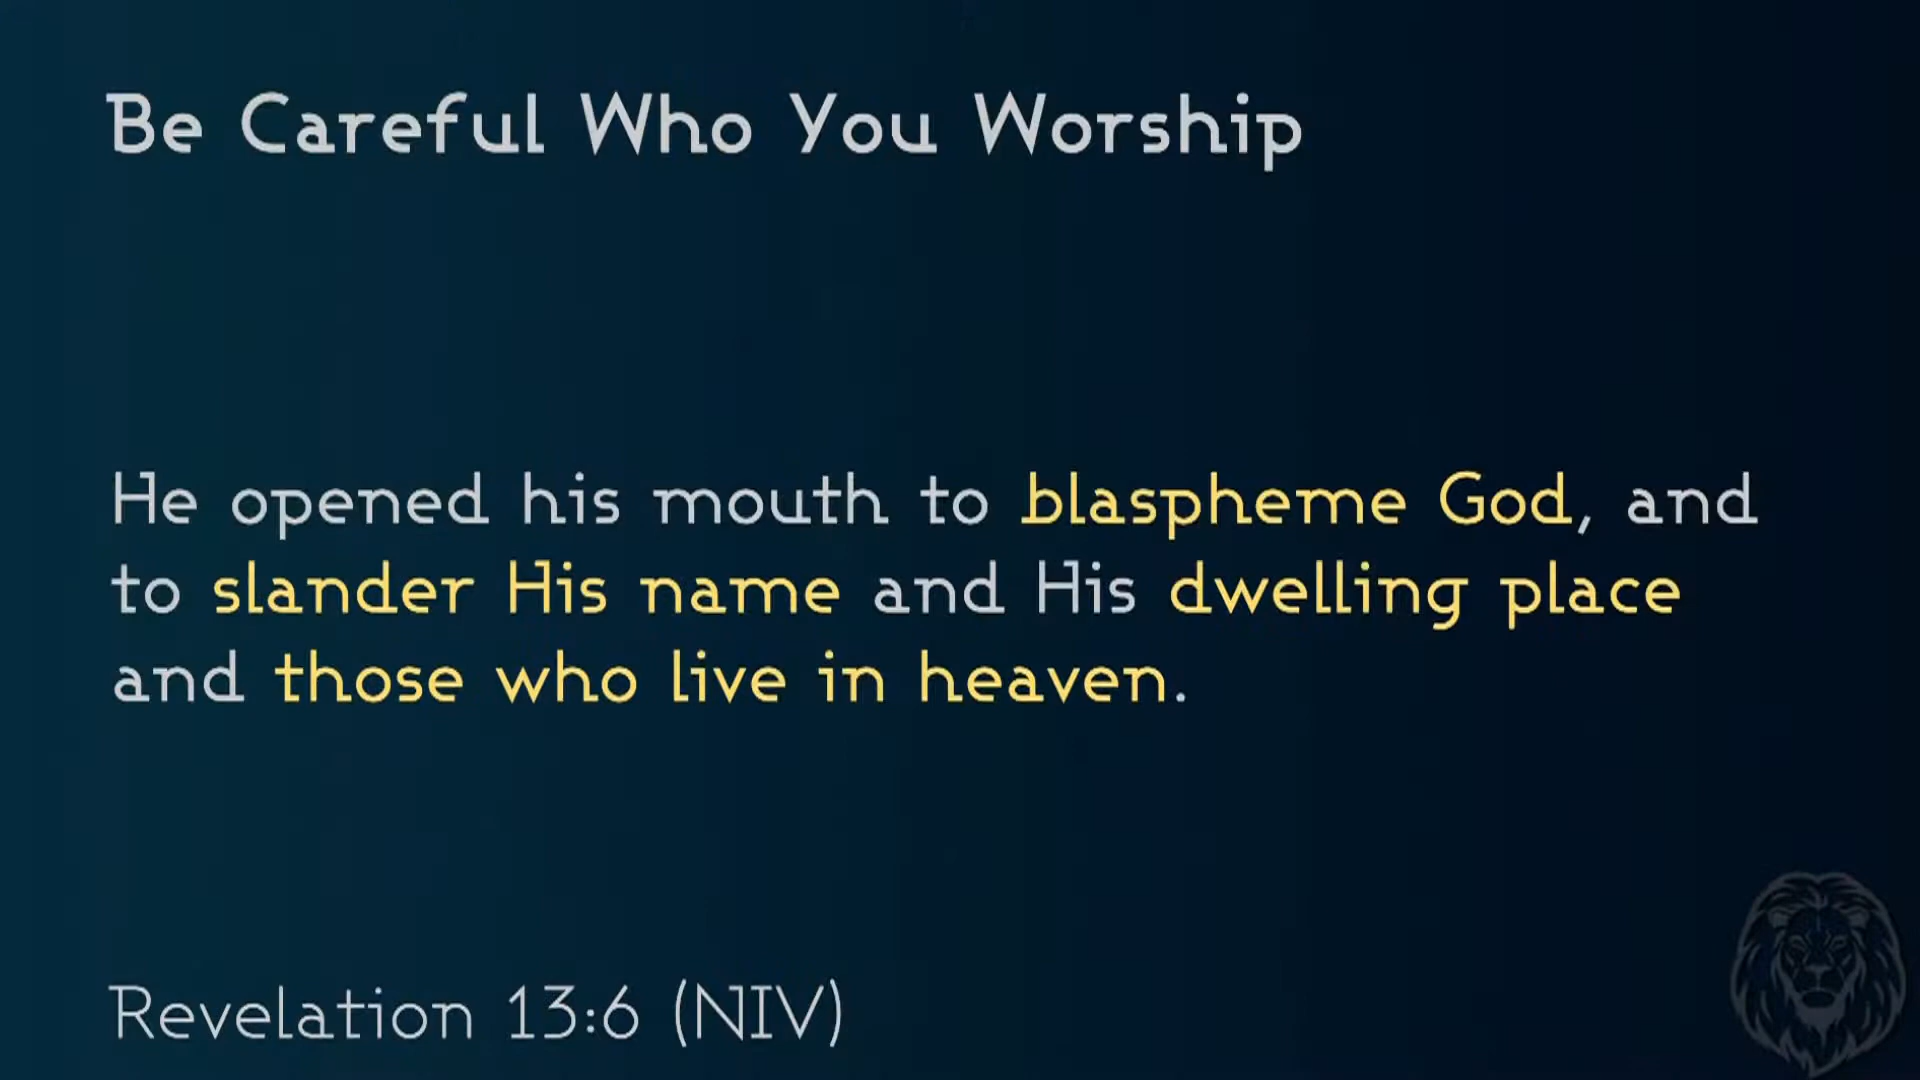 Be Careful Who You Worship
He opened his mouth to blaspheme God, and
to slander His name and His dwelling place
and those who live in heaven.
Revelation 13:6 (NIV)